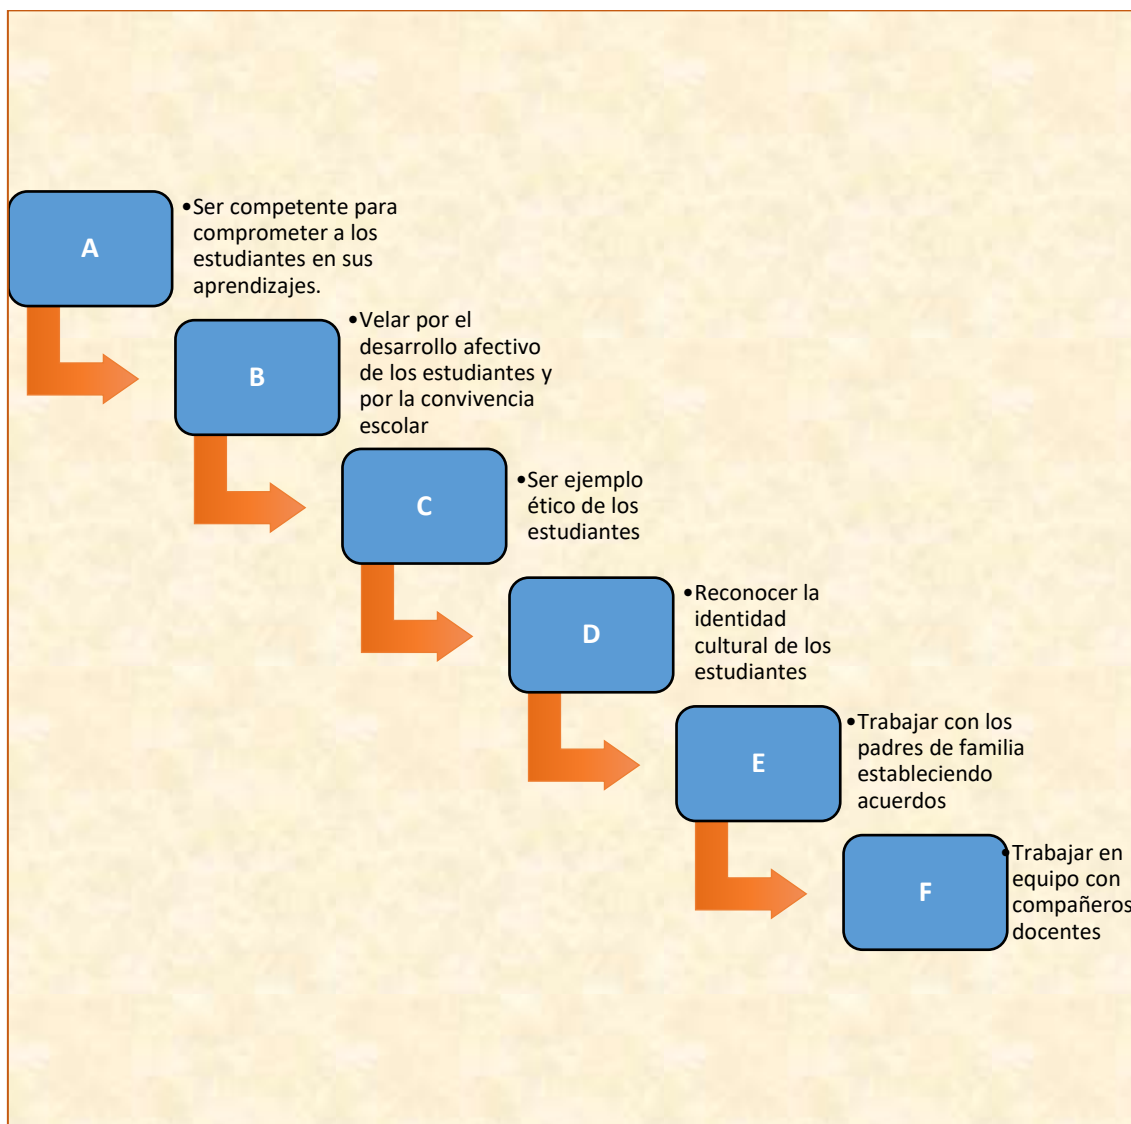 A
•Ser competente para
comprometer a los
estudiantes en sus
aprendizajes.
B
•Velar por el
desarrollo afectivo
de los estudiantes y
por la convivencia
escolar
C
•Ser ejemplo
ético de los
estudiantes
D
•Reconocer la
identidad
cultural de los
estudiantes
E
•Trabajar con los
padres de familia
estableciendo
acuerdos
F
•Trabajar en
equipo con
compañeros
docentes